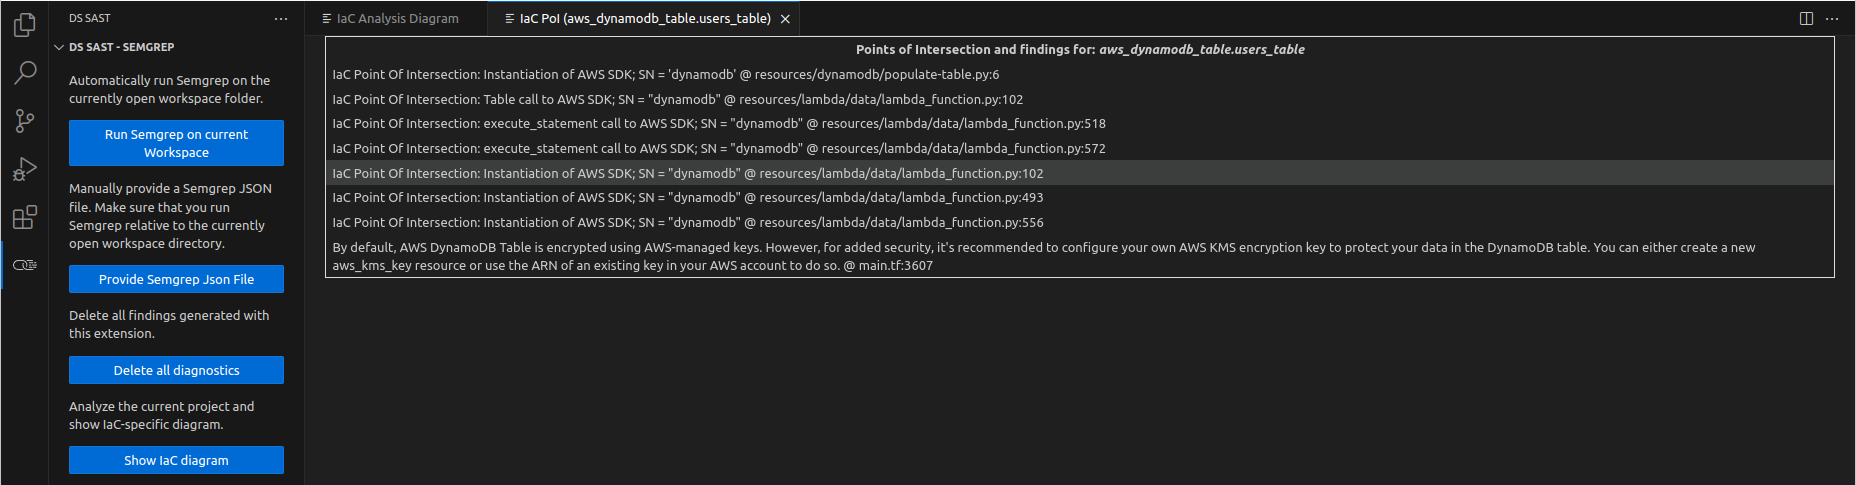 DS SAST
DS SAST - SEMGREP
Automatically run Semgrep on the
currently open workspace folder.
Run Semgrep on current
Workspace
Manually provide a Semgrep JSON
file. Make sure that you run
Semgrep relative to the currently
open workspace directory.
Provide Semgrep Json File
Delete all findings generated with
this extension.
Delete all diagnostics
Analyze the current project and
show IaC-specific diagram.
Show IaC diagram
IaC Analysis Diagram
IaC PoI (aws_dynamodb_table.users_table)
Points of Intersection and findings for: aws_dynamodb_table.users_table
IaC Point Of Intersection: Instantiation of AWS SDK; SN = 'dynamodb' @ resources/dynamodb/populate-table.py:6
IaC Point Of Intersection: Table call to AWS SDK; SN = "dynamodb" @ resources/lambda/data/lambda_function.py:102
IaC Point Of Intersection: execute_statement call to AWS SDK; SN = "dynamodb" @ resources/lambda/data/lambda_function.py:518
IaC Point Of Intersection: execute_statement call to AWS SDK; SN = "dynamodb" @ resources/lambda/data/lambda_function.py:572
IaC Point Of Intersection: Instantiation of AWS SDK; SN = "dynamodb" @ resources/lambda/data/lambda_function.py:102
IaC Point Of Intersection: Instantiation of AWS SDK; SN = "dynamodb" @ resources/lambda/data/lambda_function.py:493
IaC Point Of Intersection: Instantiation of AWS SDK; SN = "dynamodb" @ resources/lambda/data/lambda_function.py:556
By default, AWS DynamoDB Table is encrypted using AWS-managed keys. However, for added security, it's recommended to configure your own AWS KMS encryption key to protect your data in the DynamoDB table. You can either create a new
aws_kms_key resource or use the ARN of an existing key in your AWS account to do so. @ main.tf:3607